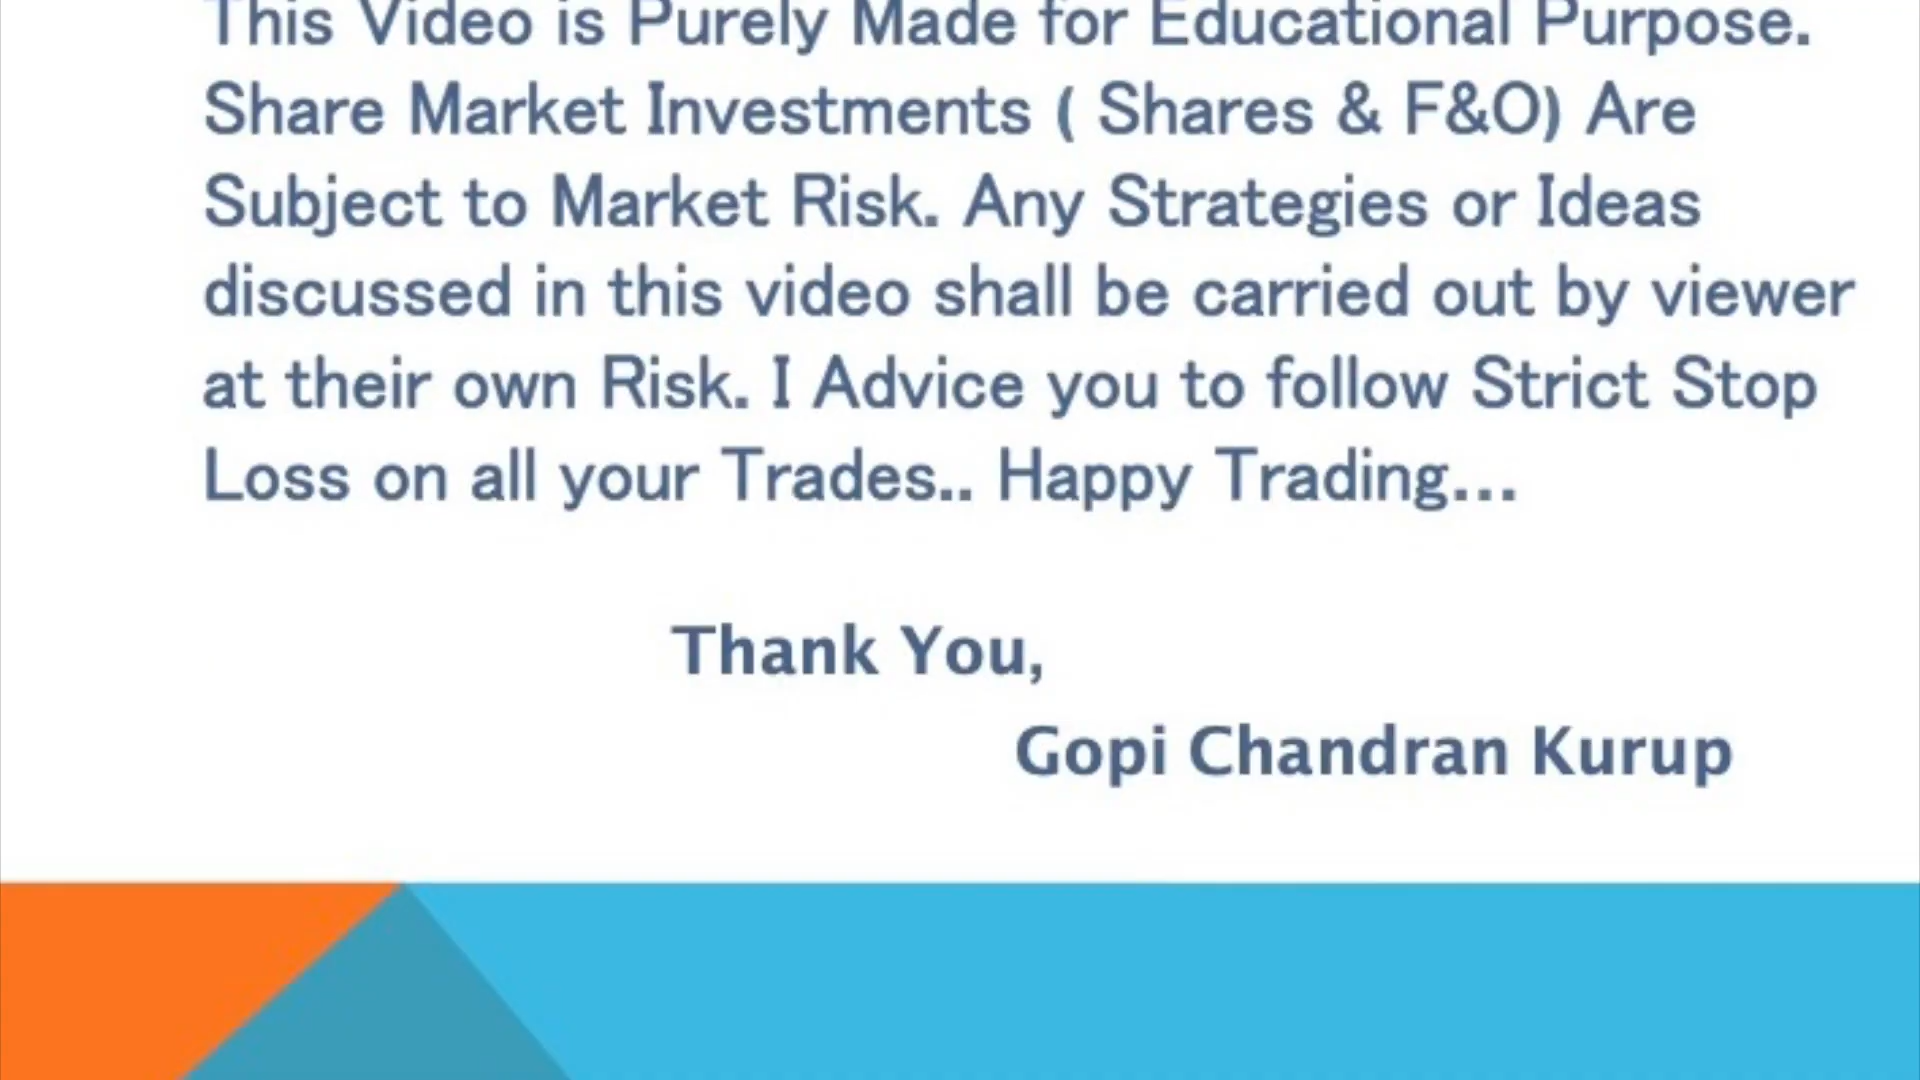 This Video is Purely Made for Educational Purpose.
Share Market Investments ( Shares & F&O) Are
Subject to Market Risk. Any Strategies or Ideas
discussed in this video shall be carried out by viewer
at their own Risk. I Advice you to follow Strict Stop
Loss on all your Trades.. Happy Trading...
Thank You,
Gopi Chandran Kurup